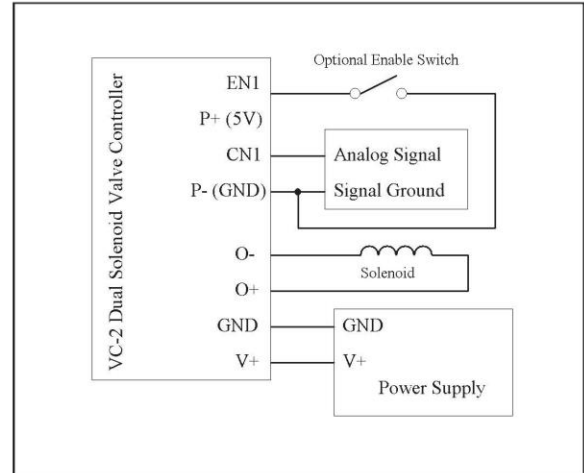 VC-2 Dual Solenoid Valve Controller
EN1
P+ (5V)
CN1
P- (GND)
O-
O+
GND
V+
Optional Enable Switch
Analog Signal
Signal Ground
Solenoid
GND
V+
Power Supply